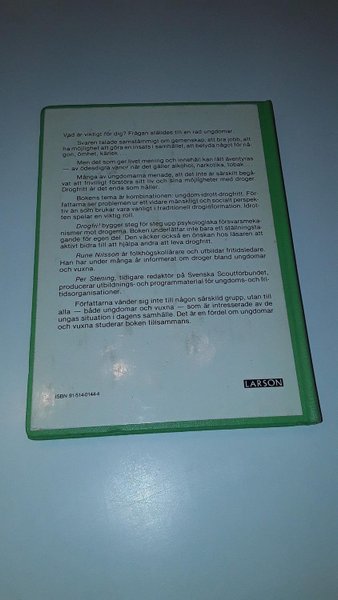 Vad är viktigt för dig? Frågan ställdes till en rad ungdomar.
Svaren talade samstämmigt om gemenskap, ett bra jobb, att
ha möjlighet att göra en insats i samhället, att betyda något för nå-
gon, ömhet, kärlek.
Men det som ger livet mening och innehåll kan lätt äventyras
— av ödesdigra vanor när det gäller alkohol, narkotika, tobak ...
Många av ungdomarna menade, att det inte är särskilt begå-
vat att frivilligt förstöra sitt liv och sina möjligheter med droger.
Drogfritt är det enda som håller.
Bokens tema är kombinationen: ungdom-idrott-drogfritt. För-
fattarna ser problemen ur ett vidare mänskligt och socialt perspek-
tiv än som brukar vara vanligt i traditionell droginformation. Idrot-
ten spelar en viktig roll.
Drogfri! bygger steg för steg upp psykologiska försvarsmeka-
nismer mot drogerna. Boken underlättar inte bara ett ställningsta-
gande för egen del. Den väcker också en önskan hos läsaren att
aktivt bidra till att hjälpa andra att leva drogfritt.
Rune Nilsson är folkhögskollärare och utbildar fritidsledare.
Han har under många år informerat om droger bland ungdomar
och vuxna.
Per Stening, tidigare redaktör på Svenska Scoutförbundet,
producerar utbildnings- och programmaterial för ungdoms- och fri-
tidsorganisationer.
Författarna vänder sig inte till någon särskild grupp, utan till
alla — både ungdomar och vuxna — som är intresserade av de
ungas situation i dagens samhälle. Det är en fördel om ungdomar
och vuxna studerar boken tillsammans.
LARSON
ISBN 91-514-0144-4